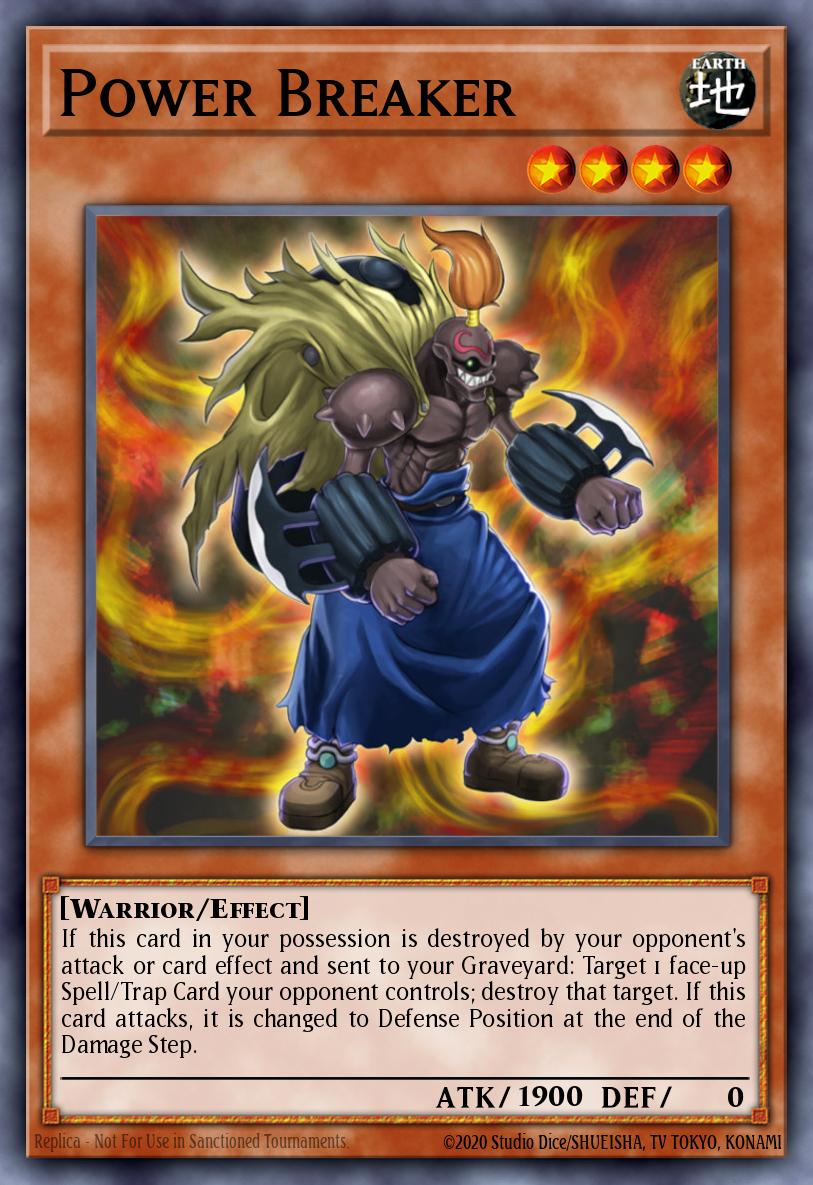 Power Breaker
EARTH
地
[Warrior/Effect]
If this card in your possession is destroyed by your opponent's
attack or card effect and sent to your Graveyard: Target 1 face-up
Spell/Trap Card your opponent controls; destroy that target. If this
card attacks, it is changed to Defense Position at the end of the
Damage Step.
ATK/ 1900 DEF/ 0
Replica - Not For Use in Sanctioned Tournaments.
©2020 Studio Dice/SHUEISHA, TV TOKYO, KONAMI